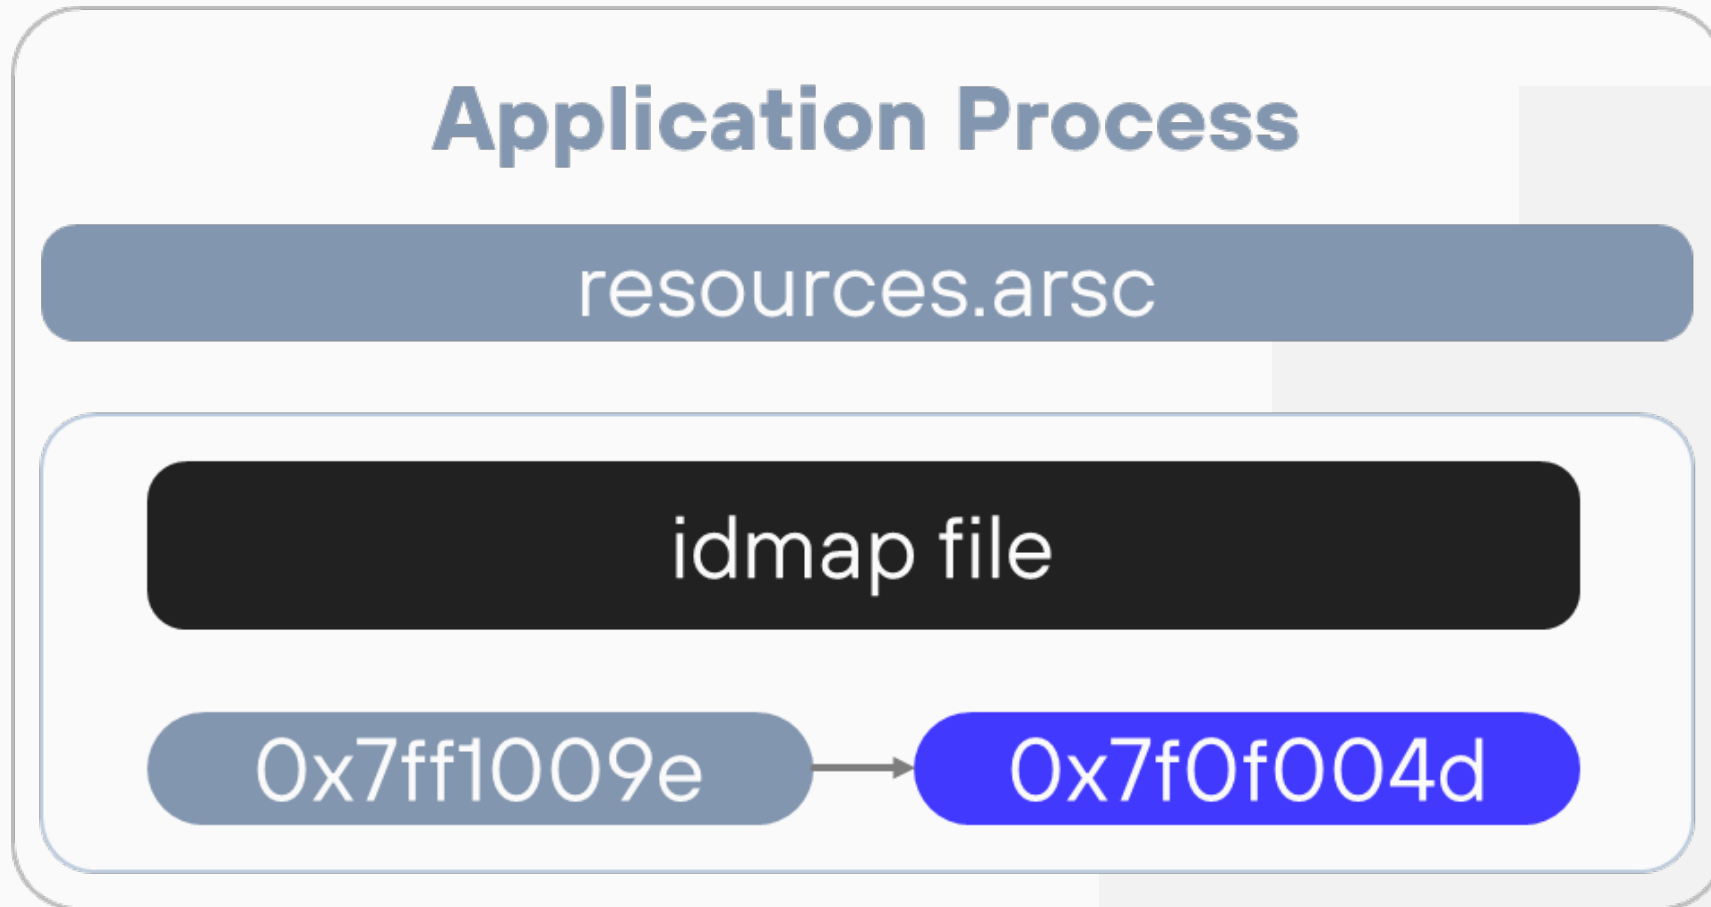 Application Process
resources.arsc
idmap file
0x7ff1009e
0x7f0f004d